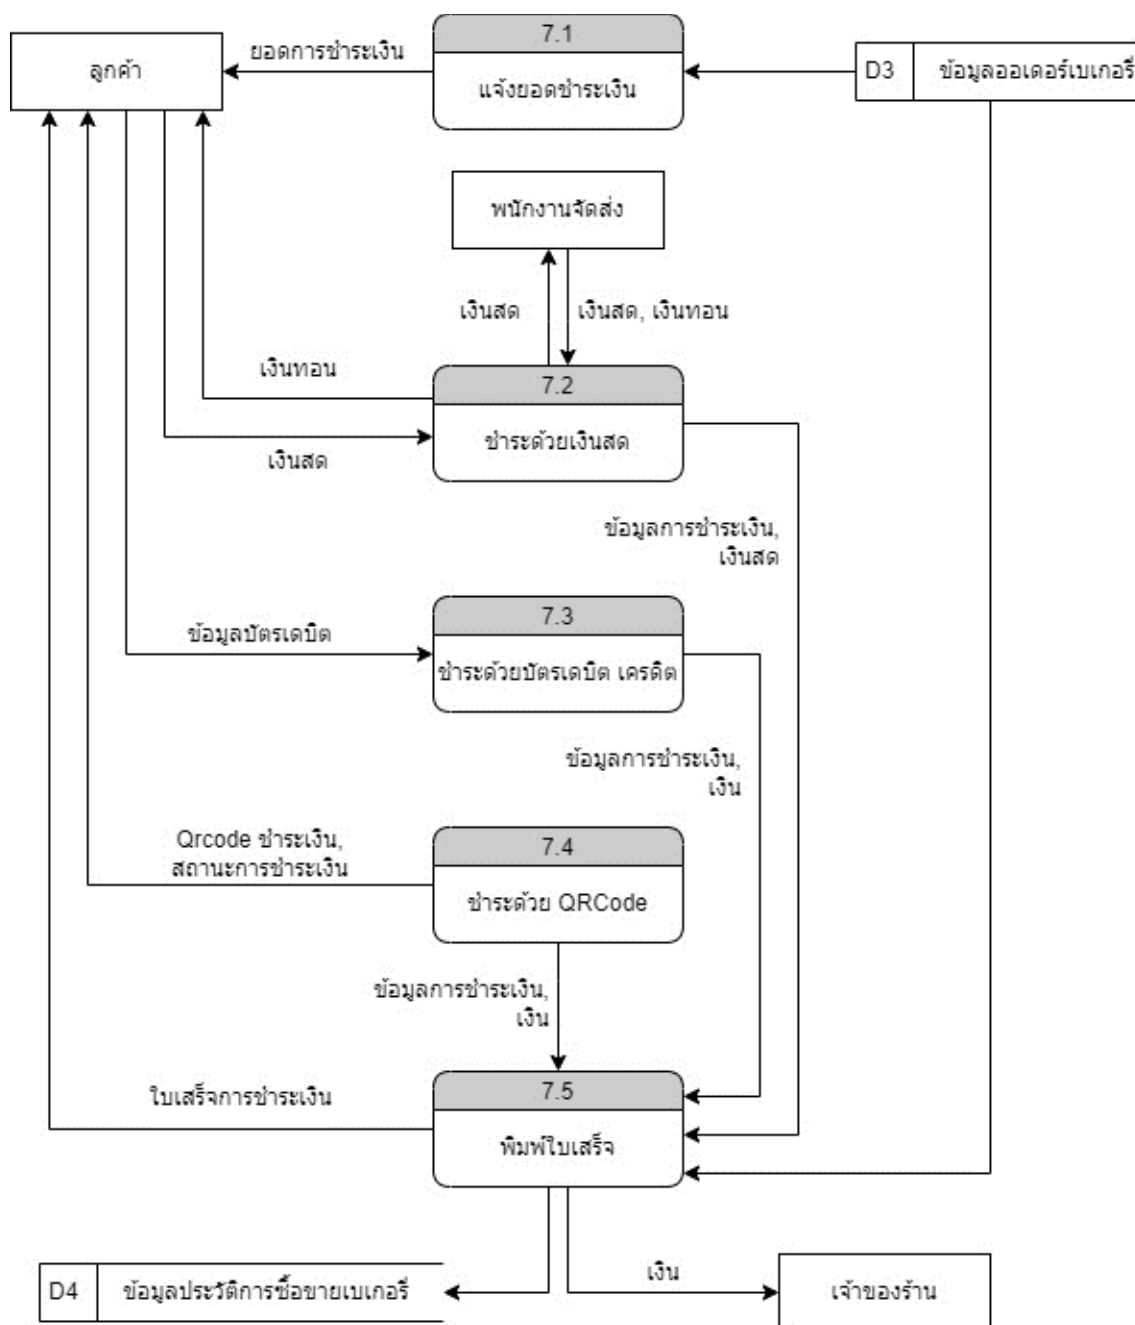 7.1
ยอดการชำระเงิน
ลูกค้า
แจ้งยอดชำระเงิน
D3
ข้อมูลออเดอร์เบเกอรี่
พนักงานจัดส่ง
เงินสด
เงินสด, เงินทอน
เงินทอน
7.2
ชำระด้วยเงินสด
เงินสด
ข้อมูลการชำระเงิน,
เงินสด
7.3
ข้อมูลบัตรเดบิต
ชำระด้วยบัตรเดบิต เครดิต
ข้อมูลการชำระเงิน,
เงิน
Qrcode ชำระเงิน,
สถานะการชำระเงิน
7.4
ชำระด้วย QRCode
ข้อมูลการชำระเงิน,
เงิน
ใบเสร็จการชำระเงิน
7.5
พิมพ์ใบเสร็จ
D4
ข้อมูลประวัติการซื้อขายเบเกอรี่
เงิน
เจ้าของร้าน